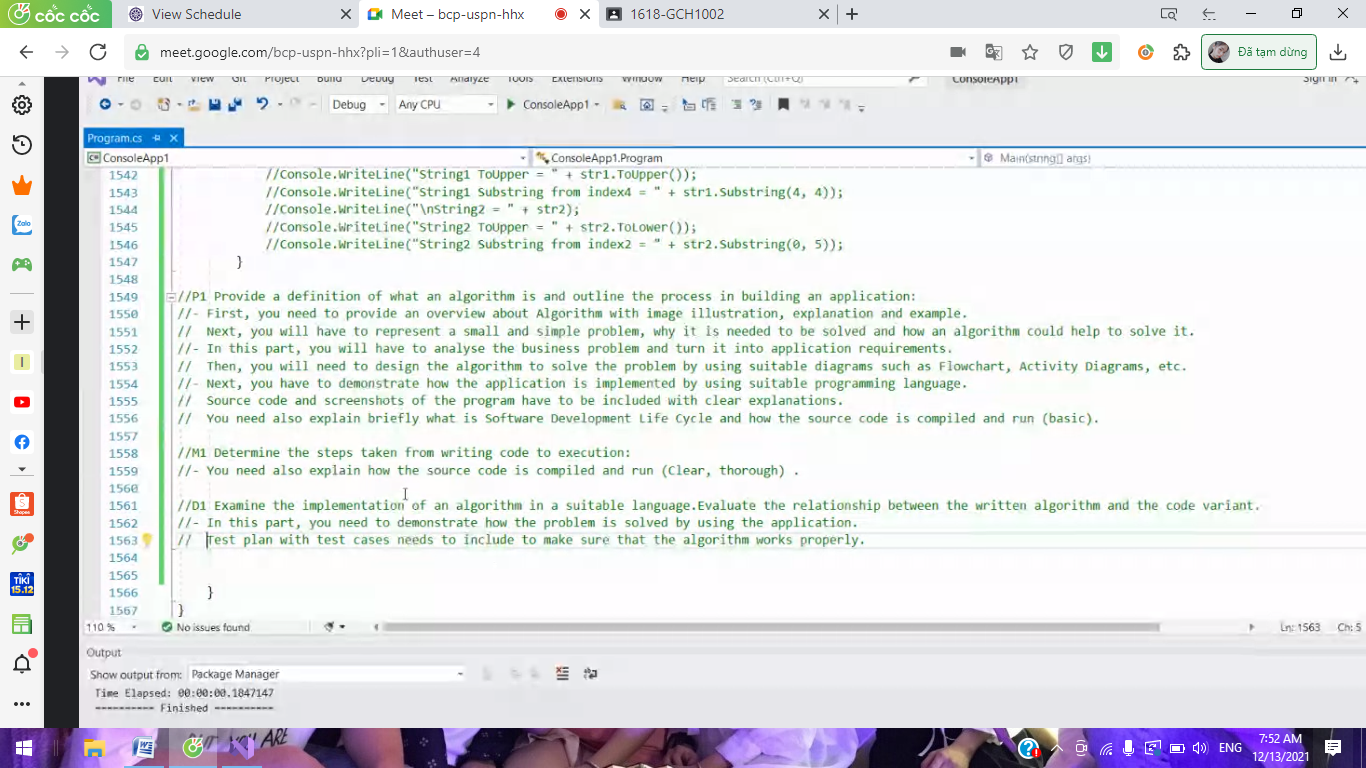 cốc cốc
View Schedule
Meet – bcp-uspn-hhx
1618-GCH1002
meet.google.com/bcp-uspn-hhx?pli=1&authuser=4
Đã tạm dừng
File Edit View Git Project Build Debug Test Analyze Tools Extensions Window Help Search (Ctrl+Q) ConsoleApp1 Sign in
Debug Any CPU ConsoleApp1
Program.cs
ConsoleApp1 ConsoleApp1.Program Main(string[] args)
1542 //Console.WriteLine("String1 ToUpper = " + str1.ToUpper());
1543 //Console.WriteLine("String1 Substring from index4 = " + str1.Substring(4, 4));
1544 //Console.WriteLine("\nString2 = " + str2);
1545 //Console.WriteLine("String2 ToUpper = " + str2.ToLower());
1546 //Console.WriteLine("String2 Substring from index2 = " + str2.Substring(0, 5));
1547 }
1548
1549 //P1 Provide a definition of what an algorithm is and outline the process in building an application:
1550 //- First, you need to provide an overview about Algorithm with image illustration, explanation and example.
1551 // Next, you will have to represent a small and simple problem, why it is needed to be solved and how an algorithm could help to solve it.
1552 //- In this part, you will have to analyse the business problem and turn it into application requirements.
1553 // Then, you will need to design the algorithm to solve the problem by using suitable diagrams such as Flowchart, Activity Diagrams, etc.
1554 //- Next, you have to demonstrate how the application is implemented by using suitable programming language.
1555 // Source code and screenshots of the program have to be included with clear explanations.
1556 // You need also explain briefly what is Software Development Life Cycle and how the source code is compiled and run (basic).
1557
1558 //M1 Determine the steps taken from writing code to execution:
1559 //- You need also explain how the source code is compiled and run (Clear, thorough) .
1560
1561 //D1 Examine the implementation of an algorithm in a suitable language.Evaluate the relationship between the written algorithm and the code variant.
1562 //- In this part, you need to demonstrate how the problem is solved by using the application.
1563 // Test plan with test cases needs to include to make sure that the algorithm works properly.
1564
1565
1566 }
1567 }
110 % No issues found Ln: 1563 Ch: 5
Output
Show output from: Package Manager
Time Elapsed: 00:00:00.1847147
========== Finished ==========
Zalo
I
Shopee
TIKI
15.12
YOU ARE
ENG
7:52 AM
12/13/2021